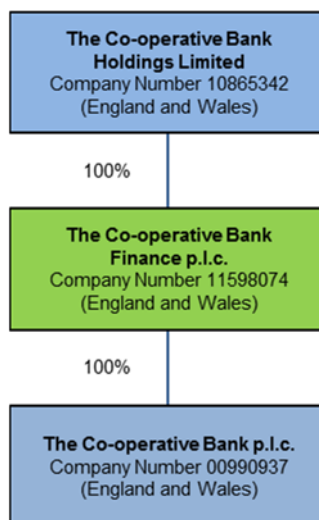 The Co-operative Bank
Holdings Limited
Company Number 10865342
(England and Wales)
100%
The Co-operative Bank
Finance p.l.c.
Company Number 11598074
(England and Wales)
100%
The Co-operative Bank p.l.c.
Company Number 00990937
(England and Wales)